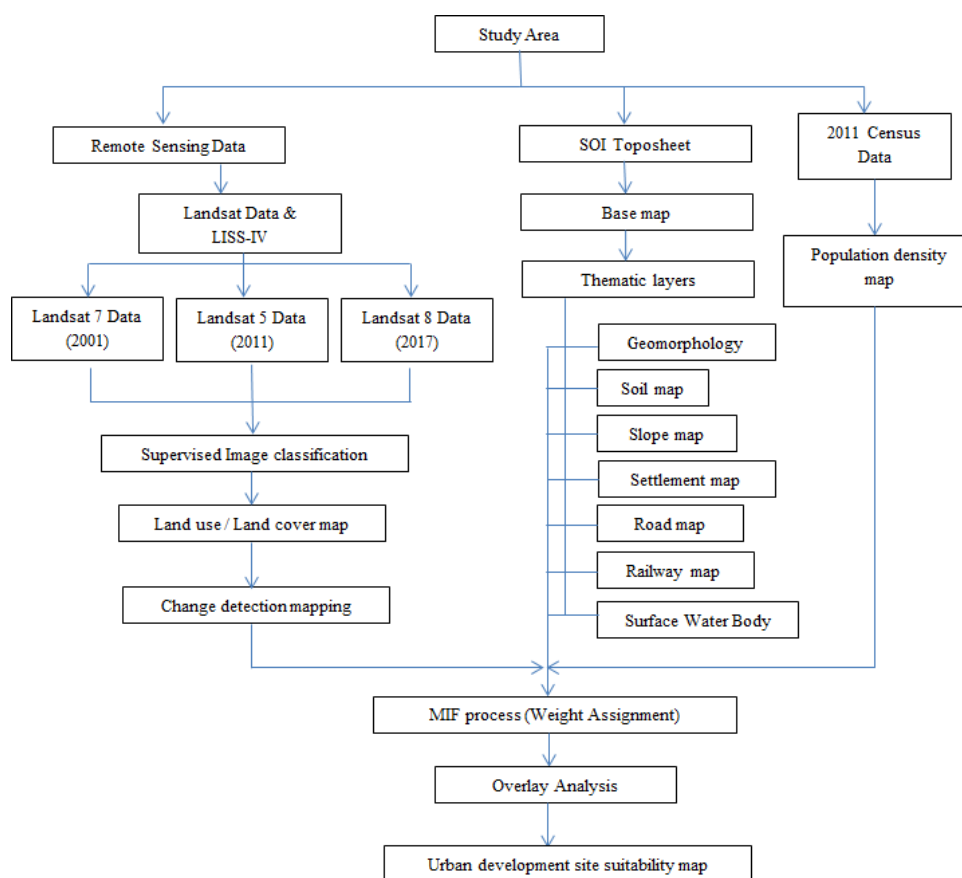 Study Area
Remote Sensing Data
SOI Toposheet
2011 Census
Data
Landsat Data &
LISS-IV
Base map
Population density
map
Thematic layers
Landsat 7 Data
(2001)
Landsat 5 Data
(2011)
Landsat 8 Data
(2017)
Geomorphology
Soil map
Slope map
Settlement map
Road map
Railway map
Surface Water Body
Supervised Image classification
Land use / Land cover map
Change detection mapping
MIF process (Weight Assignment)
Overlay Analysis
Urban development site suitability map